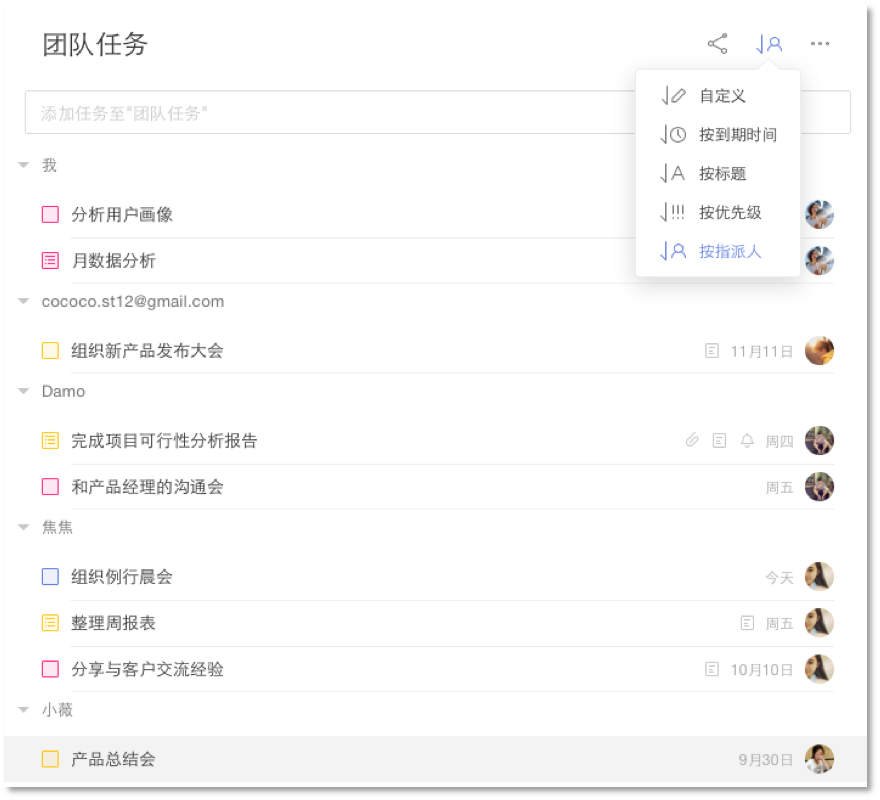 团队任务
添加任务至"团队任务"
自定义
按到期时间
按标题
按优先级
按指派人
我
分析用户画像
月数据分析
cococo.st12@gmail.com
组织新产品发布大会 11月11日
Damo
完成项目可行性分析报告 周四
和产品经理的沟通会 周五
焦焦
组织例行晨会 今天
整理周报表 周五
分享与客户交流经验 10月10日
小薇
产品总结会 9月30日